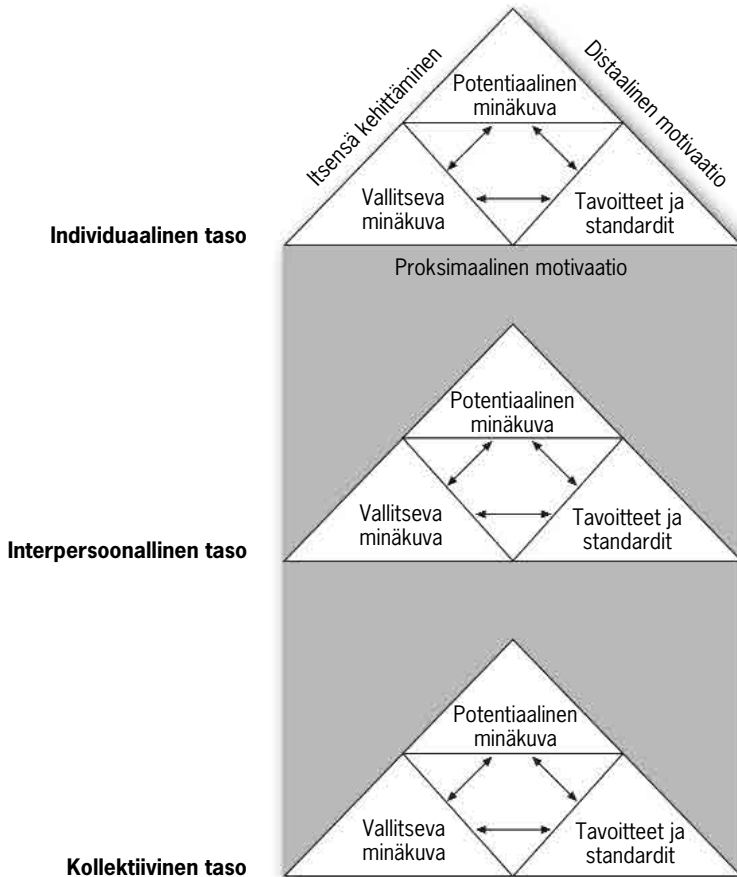 Itsensä kehittäminen
Distaalinen motivaatio
Potentiaalinen
minäkuva
Vallitseva
minäkuva
Tavoitteet ja
standardit
Individuaalinen taso
Proksimaalinen motivaatio
Potentiaalinen
minäkuva
Vallitseva
minäkuva
Tavoitteet ja
standardit
Interpersoonallinen taso
Potentiaalinen
minäkuva
Vallitseva
minäkuva
Tavoitteet ja
standardit
Kollektiivinen taso